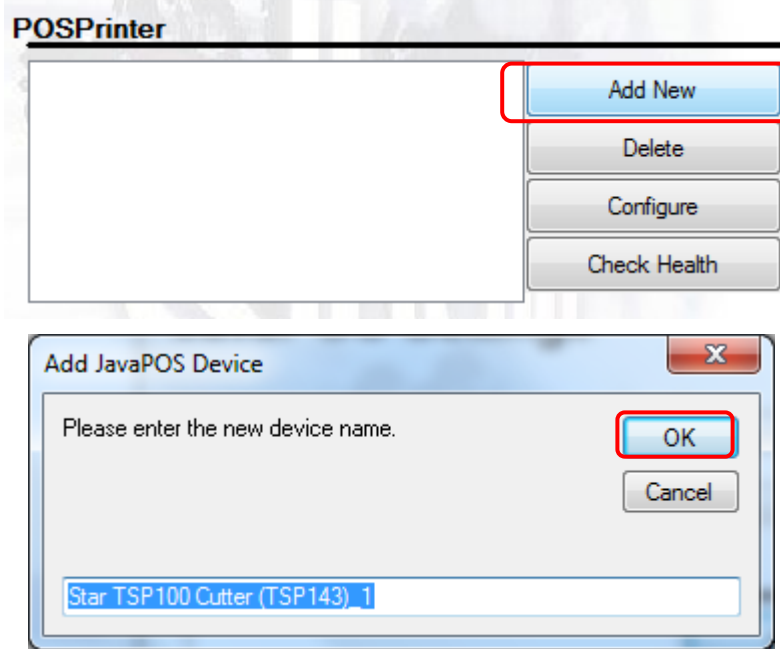 POSPrinter
Add New
Delete
Configure
Check Health
Add JavaPOS Device
Please enter the new device name.
OK
Cancel
Star TSP100 Cutter (TSP143)_1